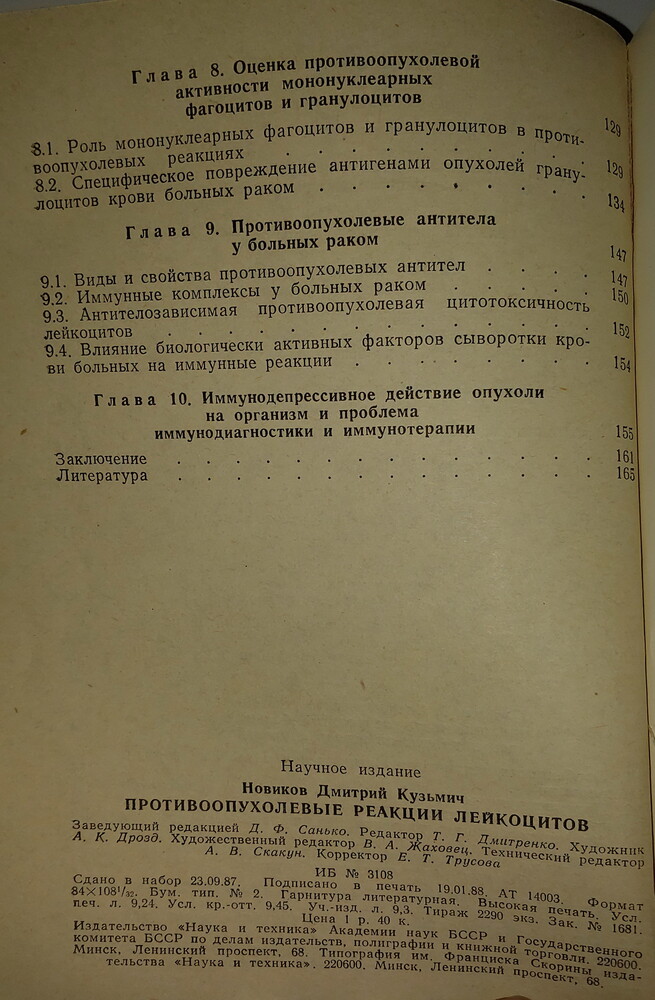 Глава 8. Оценка противоопухолевой
активности мононуклеарных
фагоцитов и гранулоцитов 129
8.1. Роль мононуклеарных фагоцитов и гранулоцитов в проти-
воопухолевых реакциях . . . . . . . . 129
8.2. Специфическое повреждение антигенами опухолей грану-
лоцитов крови больных раком . . . . . . . 134
Глава 9. Противоопухолевые антитела
у больных раком 147
9.1. Виды и свойства противоопухолевых антител . . . . 147
9.2. Иммунные комплексы у больных раком . . . . . 150
9.3. Антителозависимая противоопухолевая цитотоксичность
лейкоцитов . . . . . . . . . . . . 152
9.4. Влияние биологически активных факторов сыворотки кро-
ви больных на иммунные реакции . . . . . . . 154
Глава 10. Иммунодепрессивное действие опухоли
на организм и проблема
иммунодиагностики и иммунотерапии 155
Заключение . . . . . . . . . . . . . . 161
Литература . . . . . . . . . . . . . . 165
Научное издание
Новиков Дмитрий Кузьмич
ПРОТИВООПУХОЛЕВЫЕ РЕАКЦИИ ЛЕЙКОЦИТОВ
Заведующий редакцией Д. Ф. Санько. Редактор Т. Г. Дмитренко. Художник
А. К. Дрозд. Художественный редактор В. А. Жаховец. Технический редактор
А. В. Скакун. Корректор Е. Т. Трусова
ИБ № 3108
Сдано в набор 23.09.87. Подписано в печать 19.01.88. АТ 14003. Формат
84×108¹/₃₂. Бум. тип. № 2. Гарнитура литературная. Высокая печать. Усл.
печ. л. 9,24. Усл. кр.-отт. 9,45. Уч.-изд. л. 9,3. Тираж 2290 экз. Зак. № 1681.
Цена 1 р. 40 к.
Издательство «Наука и техника» Академии наук БССР и Государственного
комитета БССР по делам издательств, полиграфии и книжной торговли. 220600.
Минск, Ленинский проспект, 68. Типография им. Франциска Скорины изда-
тельства «Наука и техника». 220600. Минск, Ленинский проспект, 68.